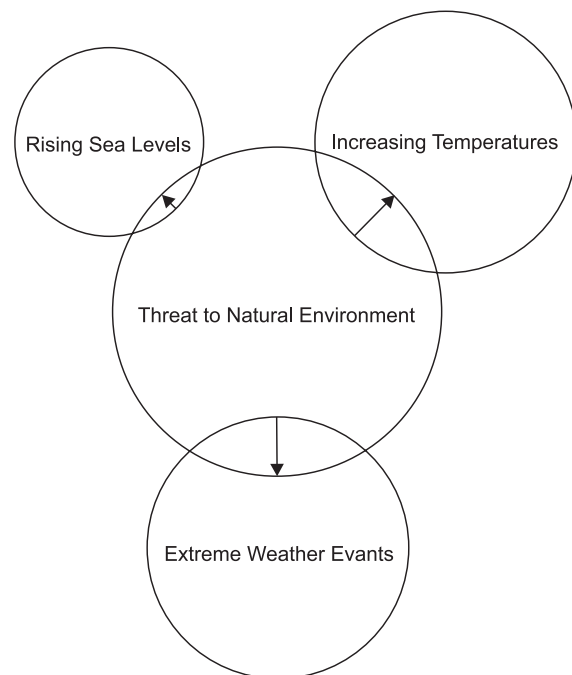 Rising Sea Levels
Increasing Temperatures
Threat to Natural Environment
Extreme Weather Evants